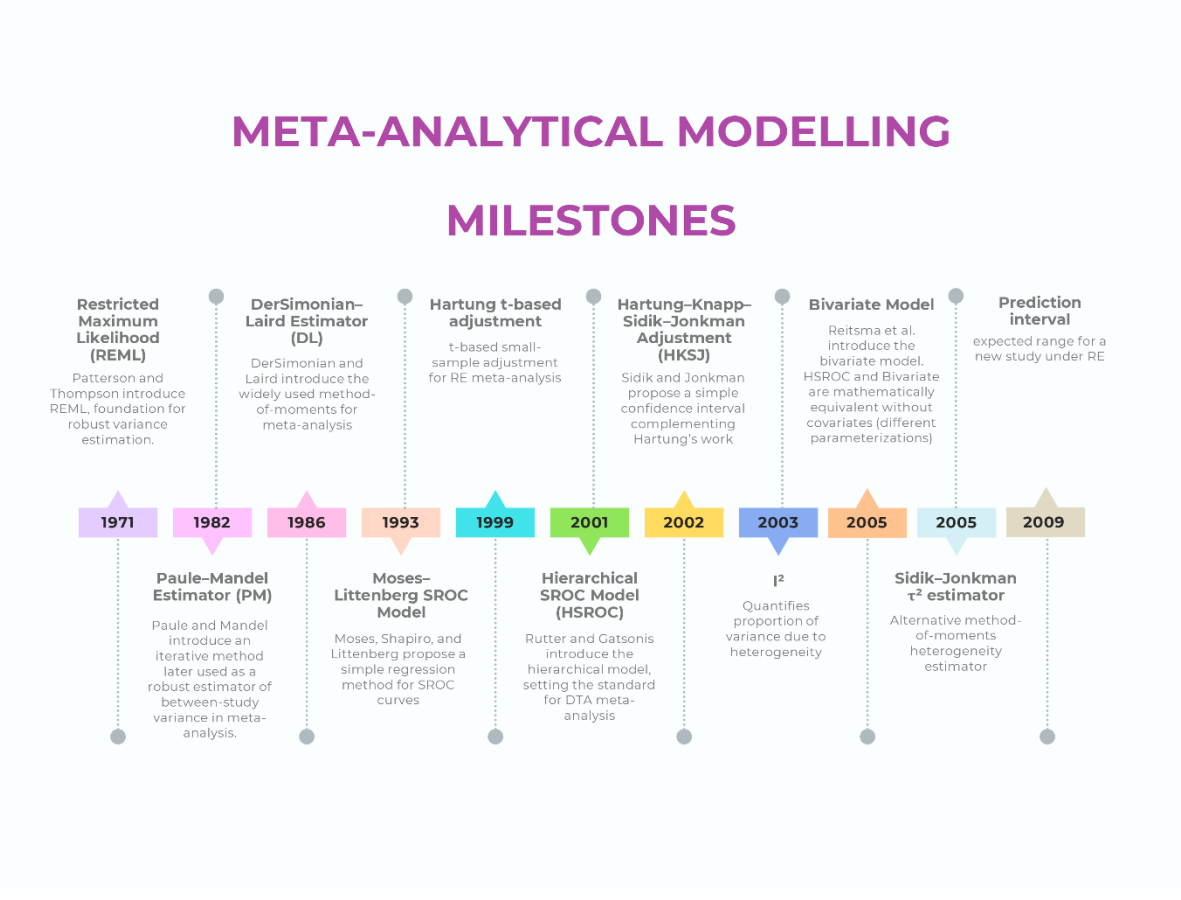 META-ANALYTICAL MODELLING
MILESTONES
Restricted
Maximum
Likelihood
(REML)
Patterson and
Thompson introduce
REML, foundation for
robust variance
estimation.
DerSimonian–
Laird Estimator
(DL)
DerSimonian and
Laird introduce the
widely used method-
of-moments for
meta-analysis
Hartung t-based
adjustment
t-based small-
sample adjustment
for RE meta-analysis
Hartung–Knapp–
Sidik–Jonkman
Adjustment
(HKSJ)
Sidik and Jonkman
propose a simple
confidence interval
complementing
Hartung's work
Bivariate Model
Reitsma et al.
introduce the
bivariate model.
HSROC and Bivariate
are mathematically
equivalent without
covariates (different
parameterizations)
Prediction
interval
expected range for a
new study under RE
1971
1982
1986
1993
1999
2001
2002
2003
2005
2005
2009
Paule–Mandel
Estimator (PM)
Paule and Mandel
introduce an
iterative method
later used as a
robust estimator of
between-study
variance in meta-
analysis.
Moses–
Littenberg SROC
Model
Moses, Shapiro, and
Littenberg propose a
simple regression
method for SROC
curves
Hierarchical
SROC Model
(HSROC)
Rutter and Gatsonis
introduce the
hierarchical model,
setting the standard
for DTA meta-
analysis
I²
Quantifies
proportion of
variance due to
heterogeneity
Sidik–Jonkman
τ² estimator
Alternative method-
of-moments
heterogeneity
estimator